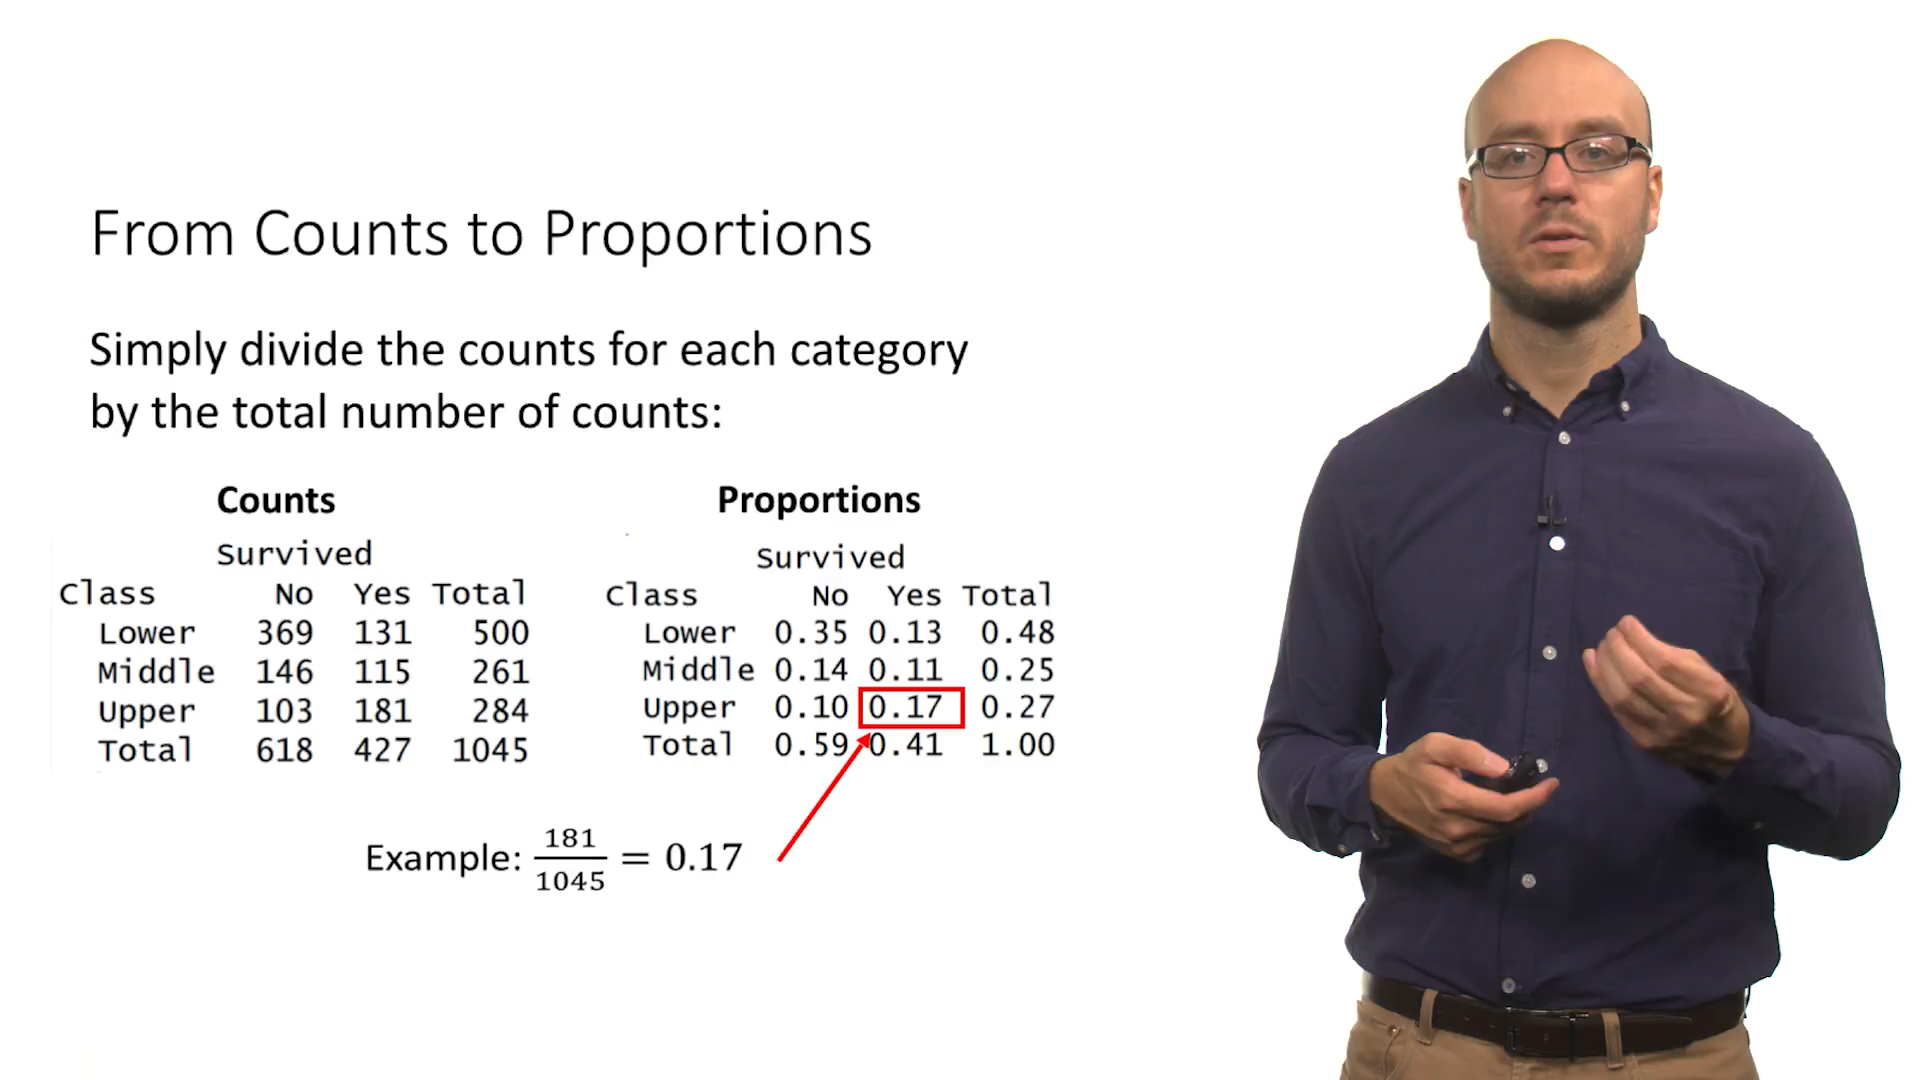 From Counts to Proportions
Simply divide the counts for each category
by the total number of counts:
Counts
Survived
Class No Yes Total
Lower 369 131 500
Middle 146 115 261
Upper 103 181 284
Total 618 427 1045
Proportions
Survived
Class No Yes Total
Lower 0.35 0.13 0.48
Middle 0.14 0.11 0.25
Upper 0.10 0.17 0.27
Total 0.59 0.41 1.00
Example: 181/1045 = 0.17